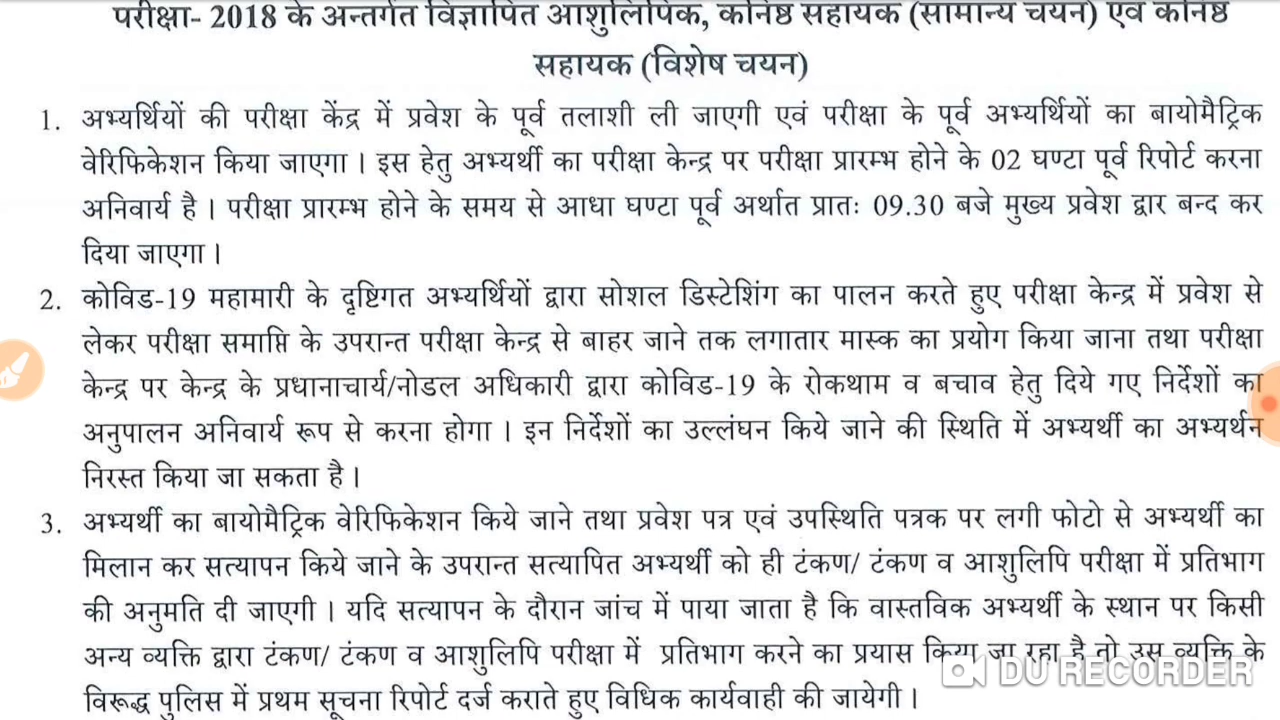 परीक्षा- 2018 के अन्तर्गत विज्ञापित आशुलिपिक, कनिष्ठ सहायक (सामान्य चयन) एवं कनिष्ठ
सहायक (विशेष चयन)
1. अभ्यर्थियों की परीक्षा केंद्र में प्रवेश के पूर्व तलाशी ली जाएगी एवं परीक्षा के पूर्व अभ्यर्थियों का बायोमैट्रिक
वेरिफिकेशन किया जाएगा । इस हेतु अभ्यर्थी का परीक्षा केन्द्र पर परीक्षा प्रारम्भ होने के 02 घण्टा पूर्व रिपोर्ट करना
अनिवार्य है । परीक्षा प्रारम्भ होने के समय से आधा घण्टा पूर्व अर्थात प्रातः 09.30 बजे मुख्य प्रवेश द्वार बन्द कर
दिया जाएगा ।
2. कोविड-19 महामारी के दृष्टिगत अभ्यर्थियों द्वारा सोशल डिस्टेशिंग का पालन करते हुए परीक्षा केन्द्र में प्रवेश से
लेकर परीक्षा समाप्ति के उपरान्त परीक्षा केन्द्र से बाहर जाने तक लगातार मास्क का प्रयोग किया जाना तथा परीक्षा
केन्द्र पर केन्द्र के प्रधानाचार्य/नोडल अधिकारी द्वारा कोविड-19 के रोकथाम व बचाव हेतु दिये गए निर्देशों का
अनुपालन अनिवार्य रूप से करना होगा । इन निर्देशों का उल्लंघन किये जाने की स्थिति में अभ्यर्थी का अभ्यर्थन
निरस्त किया जा सकता है ।
3. अभ्यर्थी का बायोमैट्रिक वेरिफिकेशन किये जाने तथा प्रवेश पत्र एवं उपस्थिति पत्रक पर लगी फोटो से अभ्यर्थी का
मिलान कर सत्यापन किये जाने के उपरान्त सत्यापित अभ्यर्थी को ही टंकण/ टंकण व आशुलिपि परीक्षा में प्रतिभाग
की अनुमति दी जाएगी । यदि सत्यापन के दौरान जांच में पाया जाता है कि वास्तविक अभ्यर्थी के स्थान पर किसी
अन्य व्यक्ति द्वारा टंकण/ टंकण व आशुलिपि परीक्षा में प्रतिभाग करने का प्रयास किया जा रहा है तो उस व्यक्ति के
विरूद्ध पुलिस में प्रथम सूचना रिपोर्ट दर्ज कराते हुए विधिक कार्यवाही की जायेगी ।
DU RECORDER